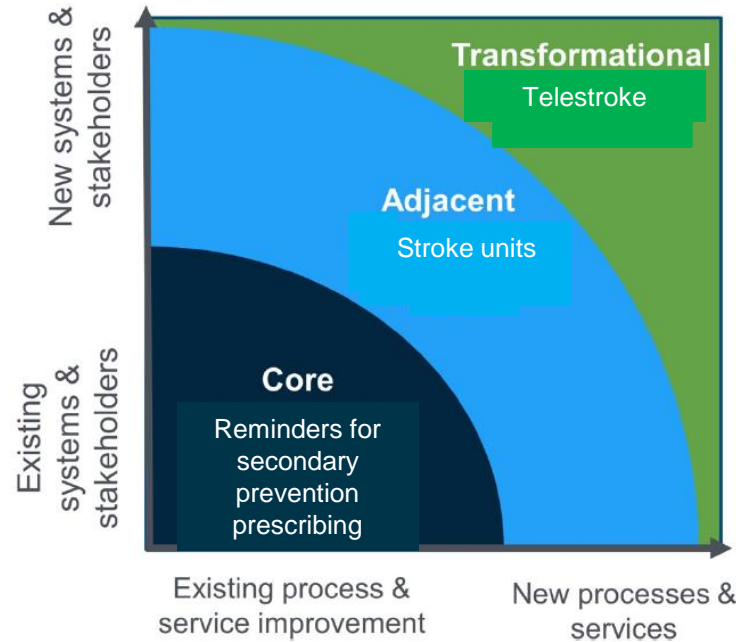 New systems &
stakeholders
Transformational
Telestroke
Adjacent
Stroke units
Existing
systems &
stakeholders
Core
Reminders for
secondary
prevention
prescribing
Existing process &
service improvement
New processes &
services